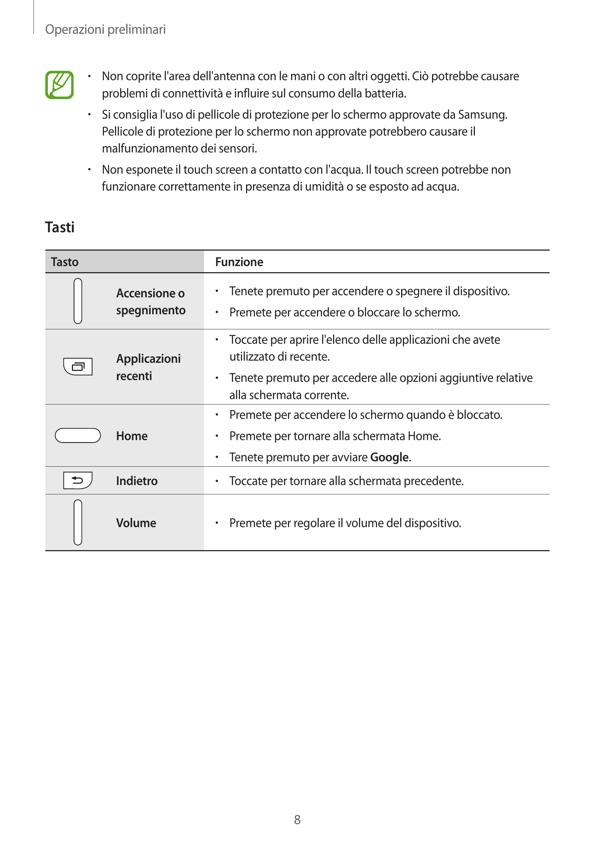 Operazioni preliminari
• Non coprite l'area dell'antenna con le mani o con altri oggetti. Ciò potrebbe causare
problemi di connettività e influire sul consumo della batteria.
• Si consiglia l'uso di pellicole di protezione per lo schermo approvate da Samsung.
Pellicole di protezione per lo schermo non approvate potrebbero causare il
malfunzionamento dei sensori.
• Non esponete il touch screen a contatto con l'acqua. Il touch screen potrebbe non
funzionare correttamente in presenza di umidità o se esposto ad acqua.
Tasti
Tasto Funzione
Accensione o
spegnimento
• Tenete premuto per accendere o spegnere il dispositivo.
• Premete per accendere o bloccare lo schermo.
Applicazioni
recenti
• Toccate per aprire l'elenco delle applicazioni che avete
utilizzato di recente.
• Tenete premuto per accedere alle opzioni aggiuntive relative
alla schermata corrente.
Home
• Premete per accendere lo schermo quando è bloccato.
• Premete per tornare alla schermata Home.
• Tenete premuto per avviare Google.
Indietro
• Toccate per tornare alla schermata precedente.
Volume
• Premete per regolare il volume del dispositivo.
8